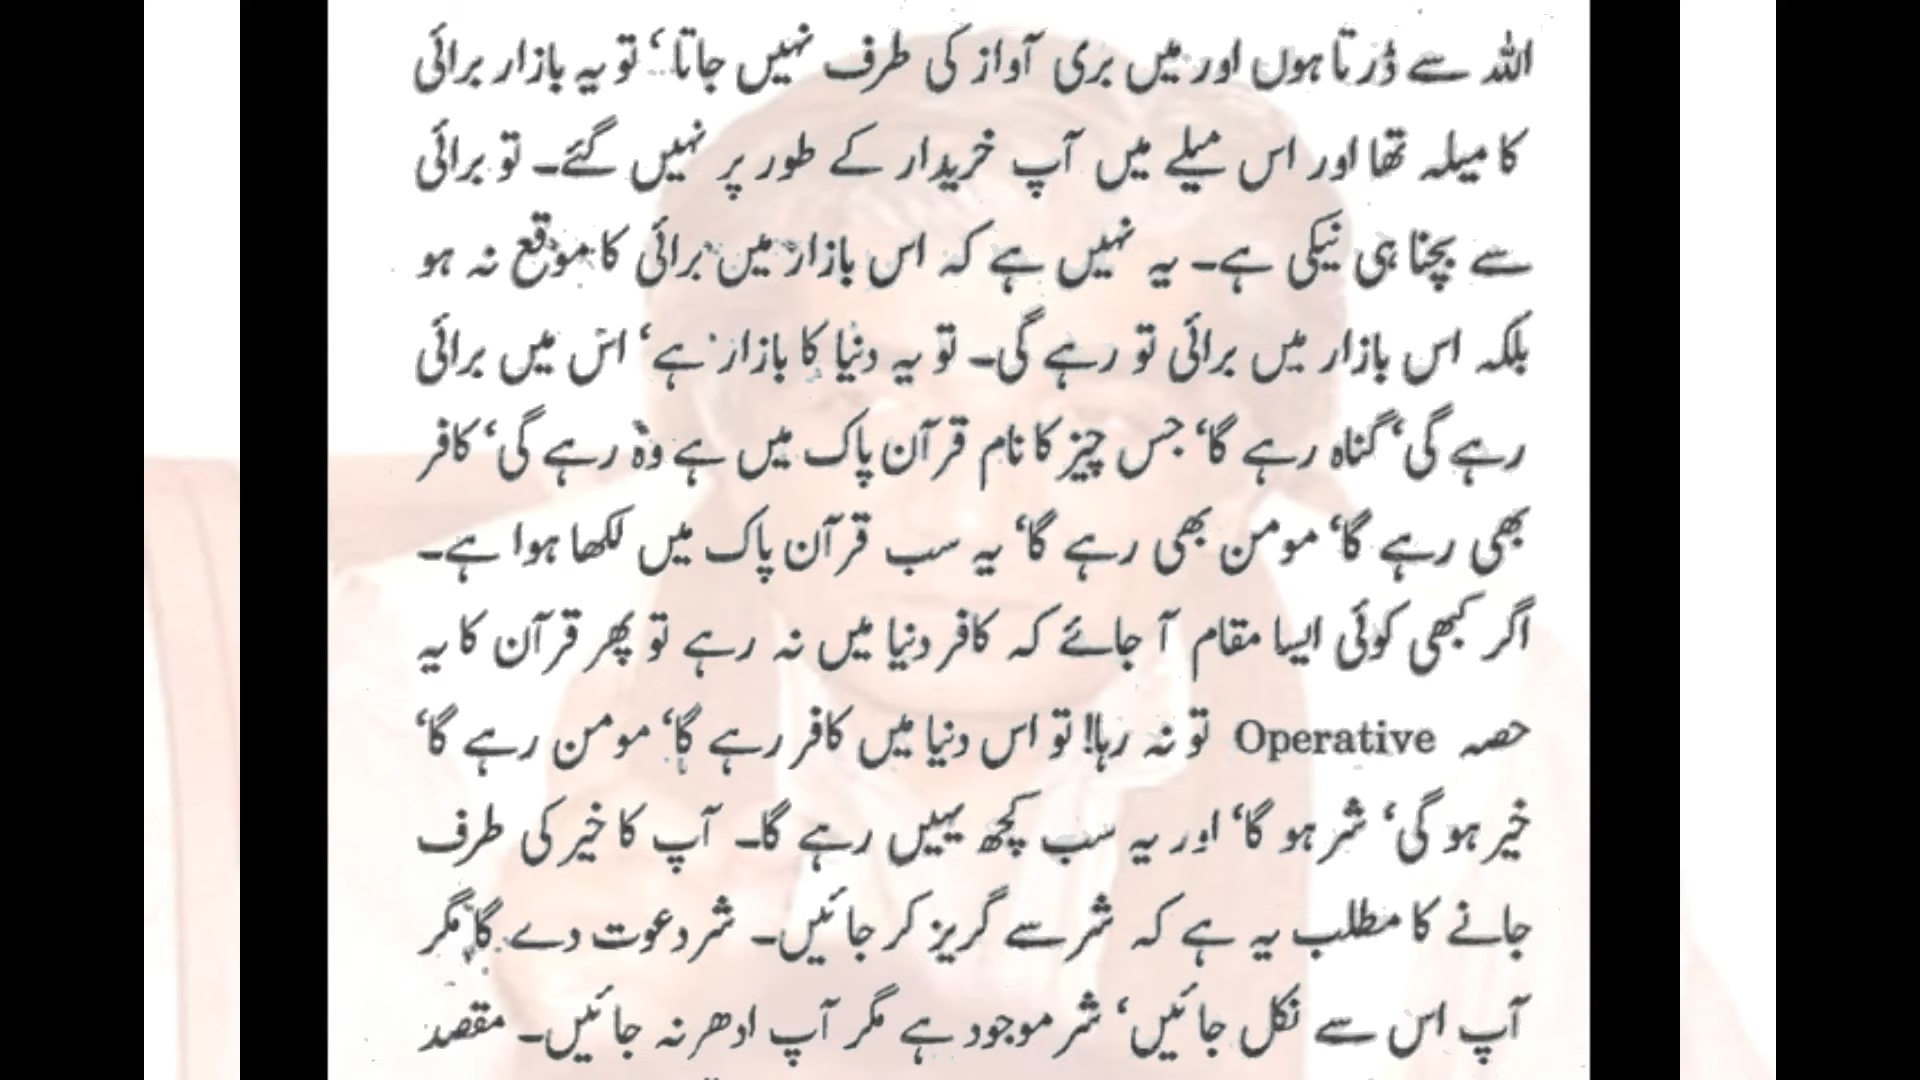 اللہ سے ڈرتا ہوں اور میں بری آواز کی طرف نہیں جاتا‘ تو یہ بازار برائی
کا میلہ تھا اور اس میلے میں آپ خریدار کے طور پر نہیں گئے۔ تو برائی
سے بچنا ہی نیکی ہے۔ یہ نہیں ہے کہ اس بازار میں برائی کا موقع نہ ہو
بلکہ اس بازار میں برائی تو رہے گی۔ تو یہ دنیا کا بازار ہے‘ اس میں برائی
رہے گی‘ گناہ رہے گا‘ جس چیز کا نام قرآن پاک میں ہے وہ رہے گی‘ کافر
بھی رہے گا‘ مومن بھی رہے گا‘ یہ سب قرآن پاک میں لکھا ہوا ہے۔
اگر کبھی کوئی ایسا مقام آ جائے کہ کافر دنیا میں نہ رہے تو پھر قرآن کا یہ
حصہ Operative تو نہ رہا! تو اس دنیا میں کافر رہے گا‘ مومن رہے گا‘
خیر ہو گی‘ شر ہو گا‘ اور یہ سب کچھ یہیں رہے گا۔ آپ کا خیر کی طرف
جانے کا مطلب یہ ہے کہ شر سے گریز کر جائیں۔ شر دعوت دے گا مگر
آپ اس سے نکل جائیں‘ شر موجود ہے مگر آپ ادھر نہ جائیں۔ مقصد